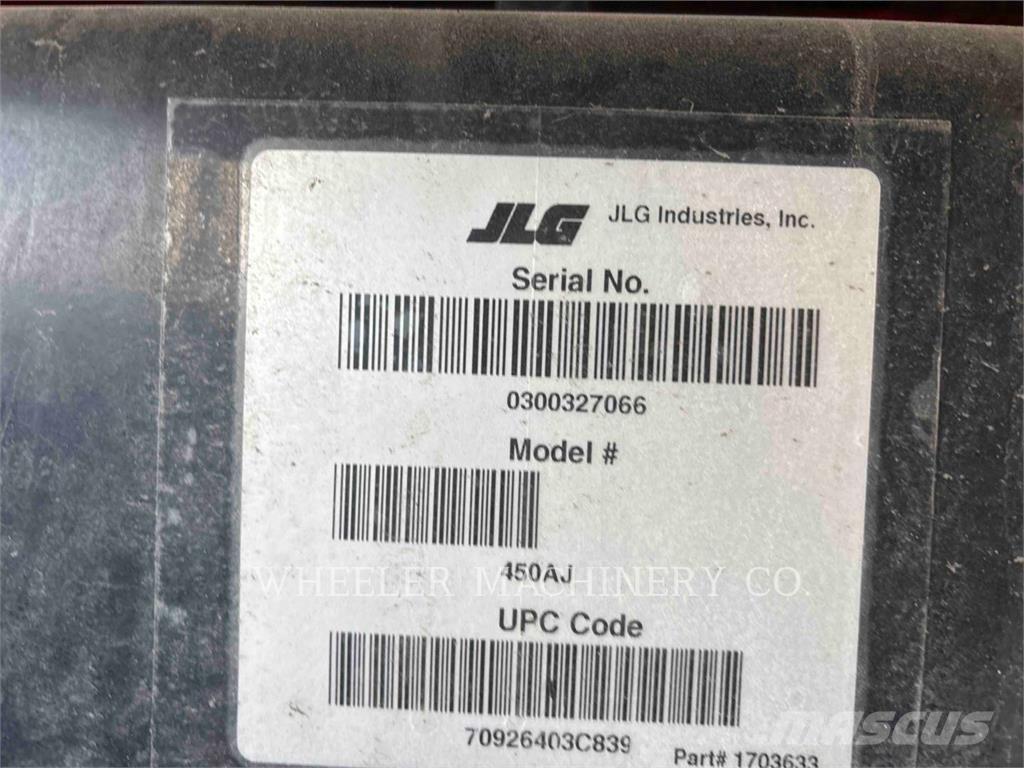 JLG JLG Industries, Inc.
Serial No.
0300327066
Model #
450AJ
WHEELER MACHINERY CO.
UPC Code
70926403C839
Part# 1703633
MASCUS